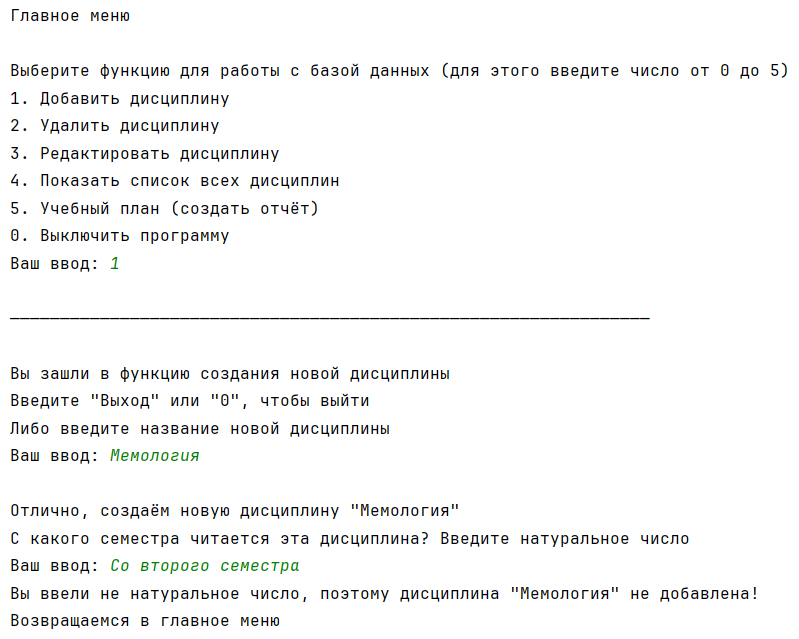 Главное меню
Выберите функцию для работы с базой данных (для этого введите число от 0 до 5)
1. Добавить дисциплину
2. Удалить дисциплину
3. Редактировать дисциплину
4. Показать список всех дисциплин
5. Учебный план (создать отчёт)
0. Выключить программу
Ваш ввод: 1
________________________________________________________________
Вы зашли в функцию создания новой дисциплины
Введите "Выход" или "0", чтобы выйти
Либо введите название новой дисциплины
Ваш ввод: Мемология
Отлично, создаём новую дисциплину "Мемология"
С какого семестра читается эта дисциплина? Введите натуральное число
Ваш ввод: Со второго семестра
Вы ввели не натуральное число, поэтому дисциплина "Мемология" не добавлена!
Возвращаемся в главное меню